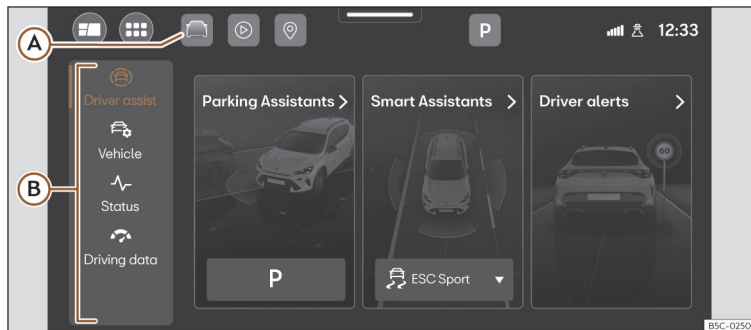 A
P
12:33
B
Driver assist
Vehicle
Status
Driving data
Parking Assistants >
P
Smart Assistants >
ESC Sport
Driver alerts >
60
B5C-0250